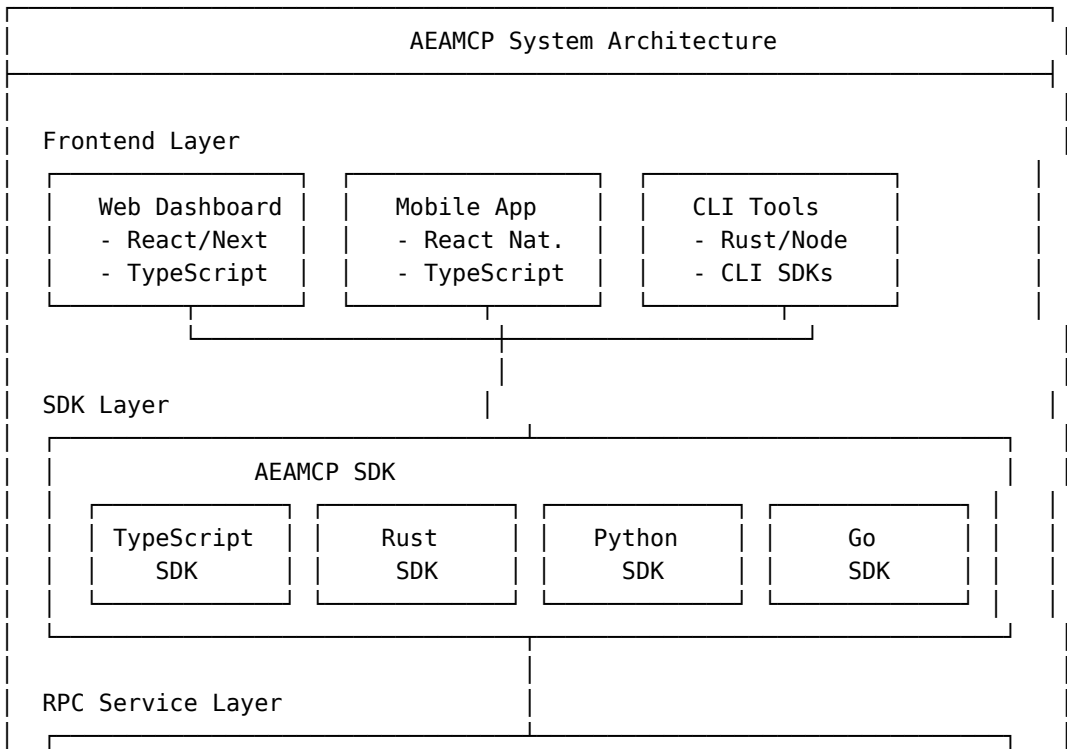 AEAMCP System Architecture
Frontend Layer
Web Dashboard Mobile App CLI Tools
- React/Next - React Nat. - Rust/Node
- TypeScript - TypeScript - CLI SDKs
SDK Layer
AEAMCP SDK
TypeScript Rust Python Go
SDK SDK SDK SDK
RPC Service Layer